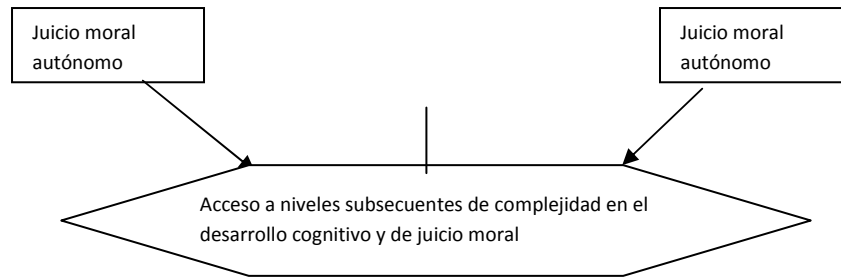 Juicio moral
autónomo
Juicio moral
autónomo
Acceso a niveles subsecuentes de complejidad en el
desarrollo cognitivo y de juicio moral